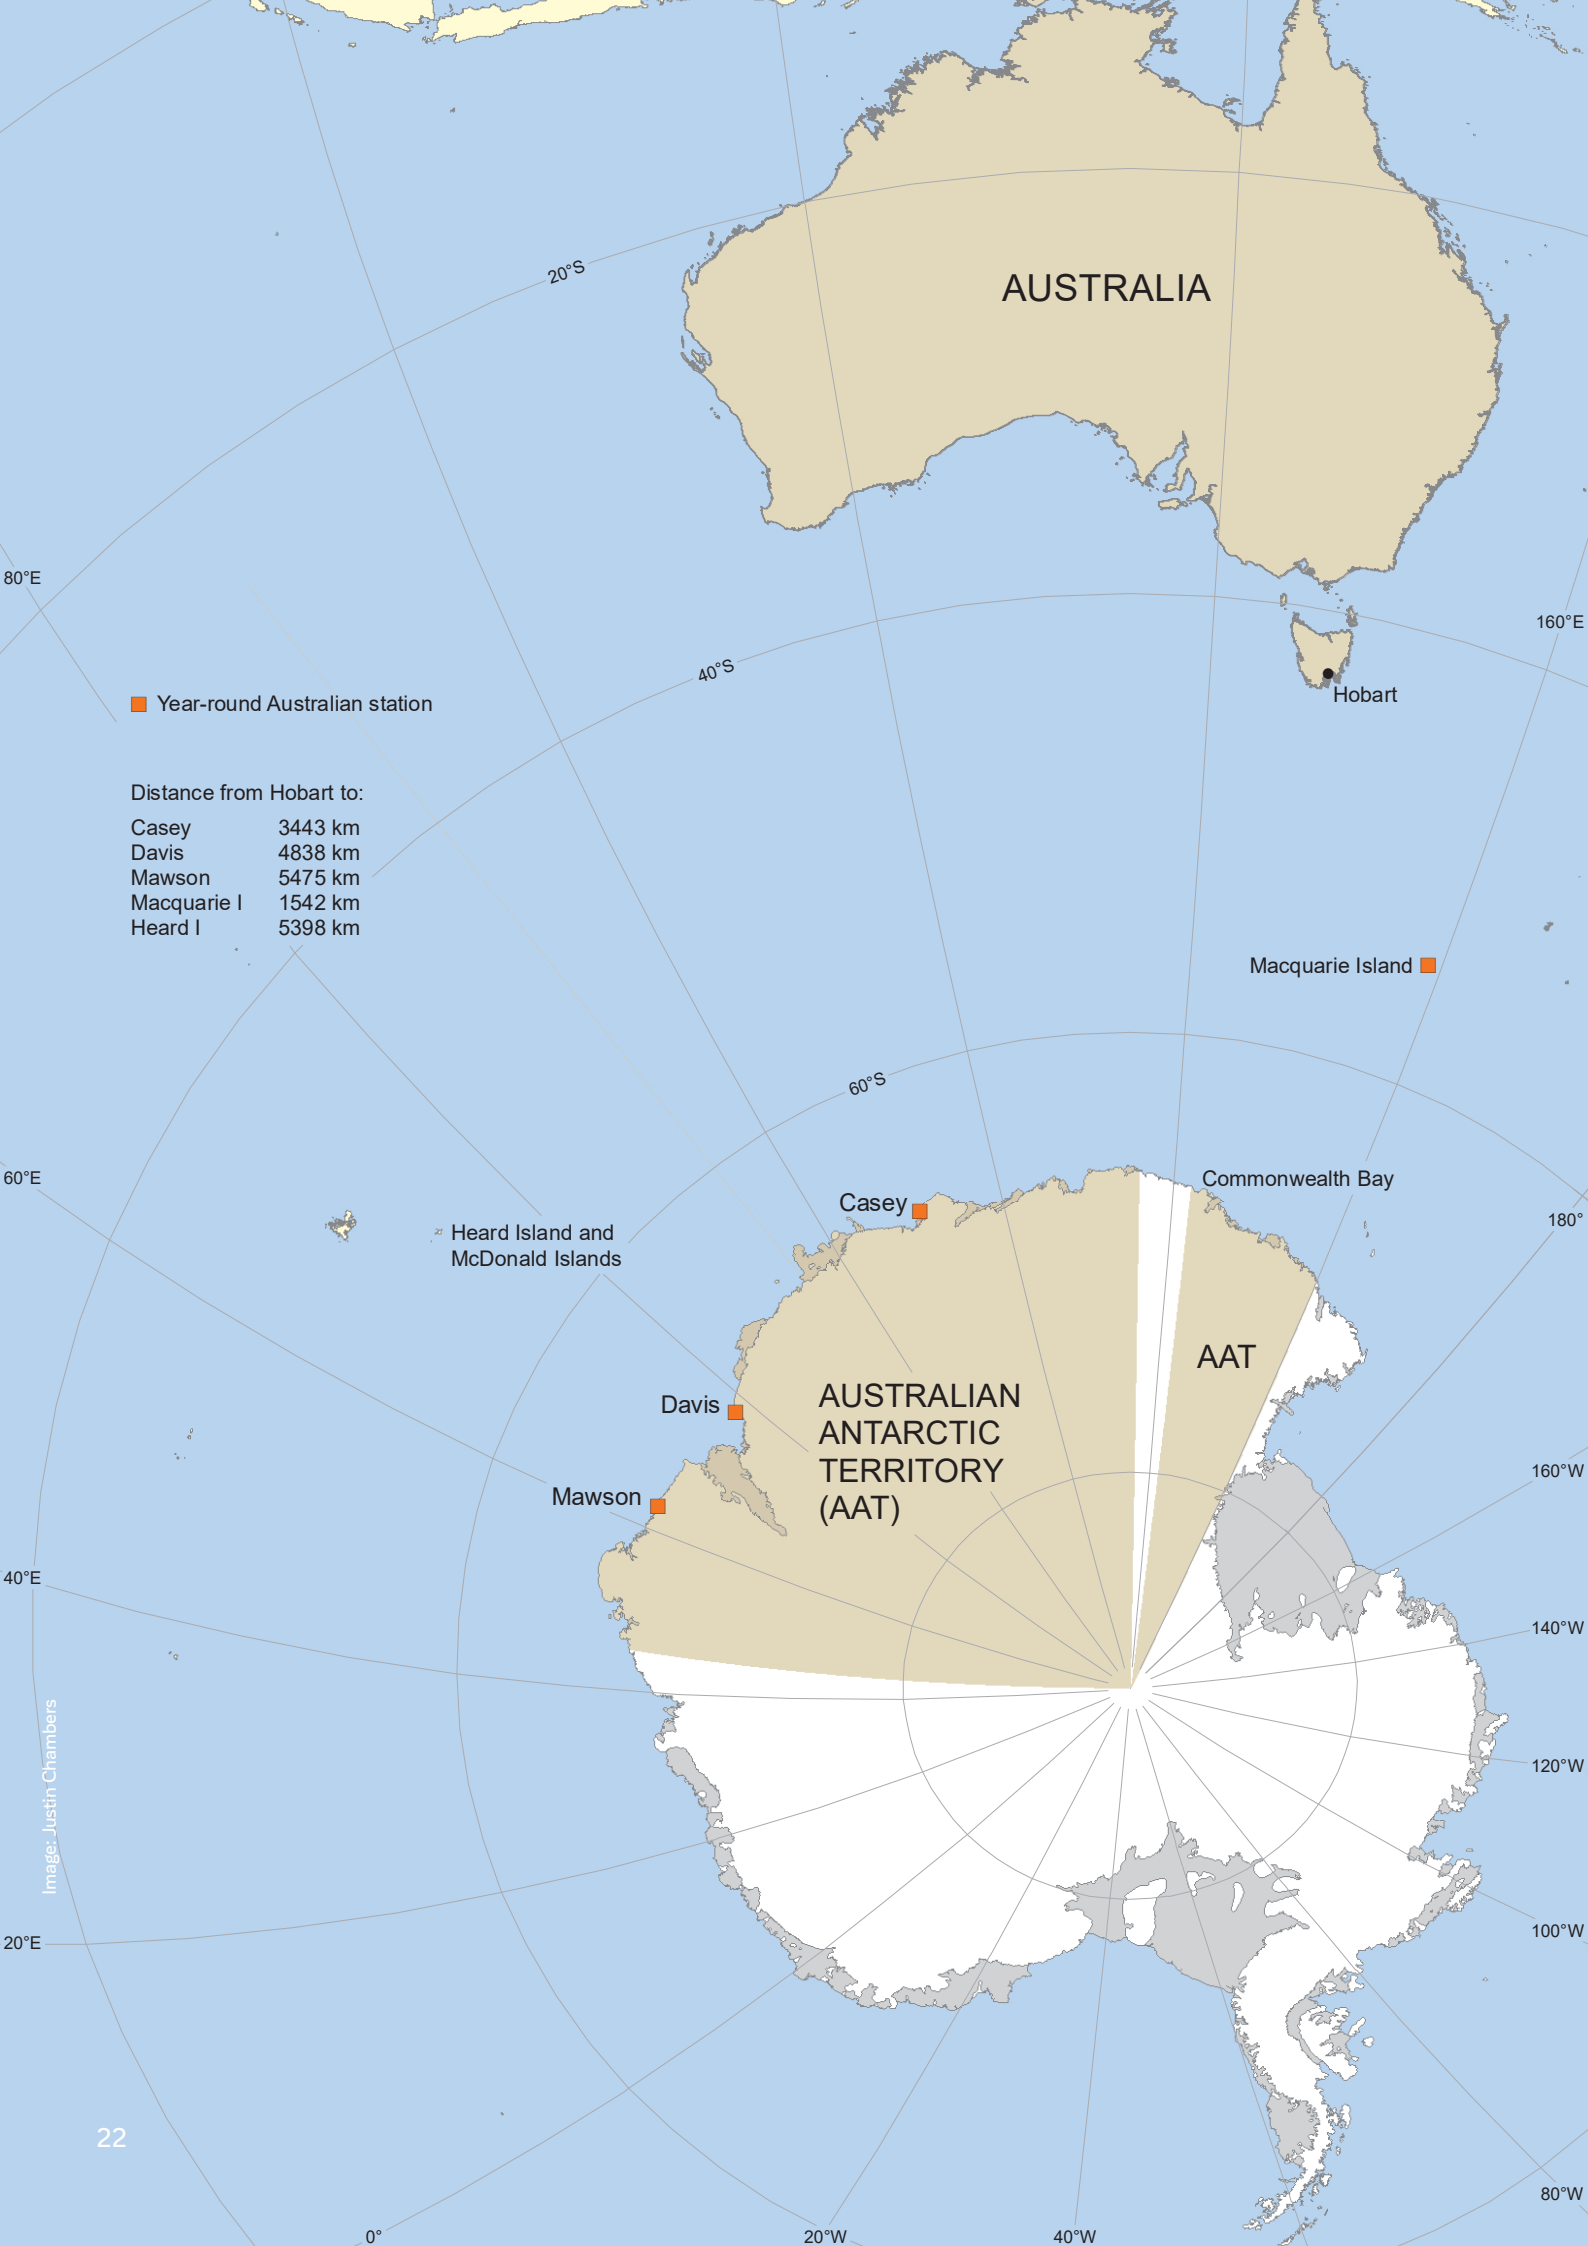 20°S
AUSTRALIA
80°E
40°S
160°E
Hobart
Year-round Australian station
Distance from Hobart to:
Casey 3443 km
Davis 4838 km
Mawson 5475 km
Macquarie I 1542 km
Heard I 5398 km
Macquarie Island
60°S
60°E
Commonwealth Bay
Casey
180°
Heard Island and
McDonald Islands
AAT
Davis
AUSTRALIAN
ANTARCTIC
TERRITORY
(AAT)
160°W
Mawson
40°E
140°W
120°W
Image: Justin Chambers
100°W
20°E
22
80°W
0°
20°W
40°W